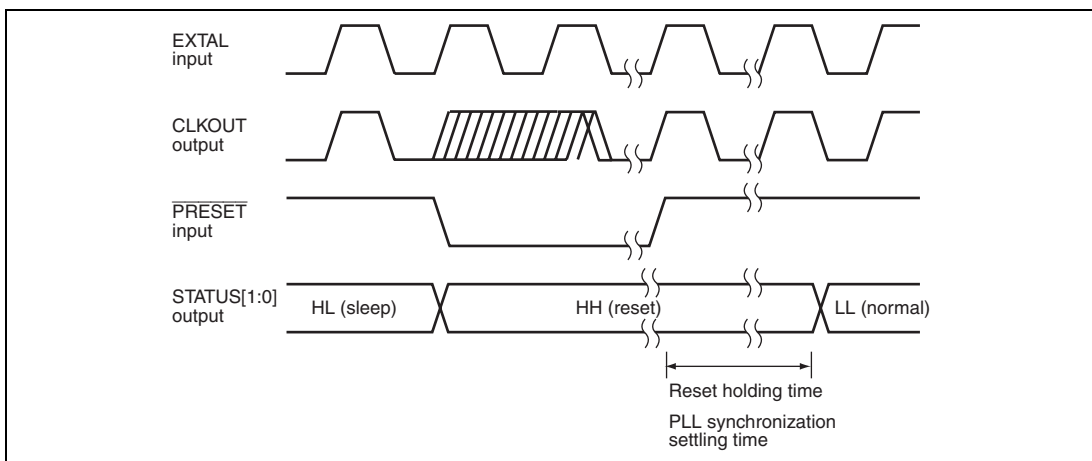 EXTAL
input
CLKOUT
output
PRESET
input
STATUS[1:0]
output
HL (sleep)
HH (reset)
LL (normal)
Reset holding time
PLL synchronization
settling time